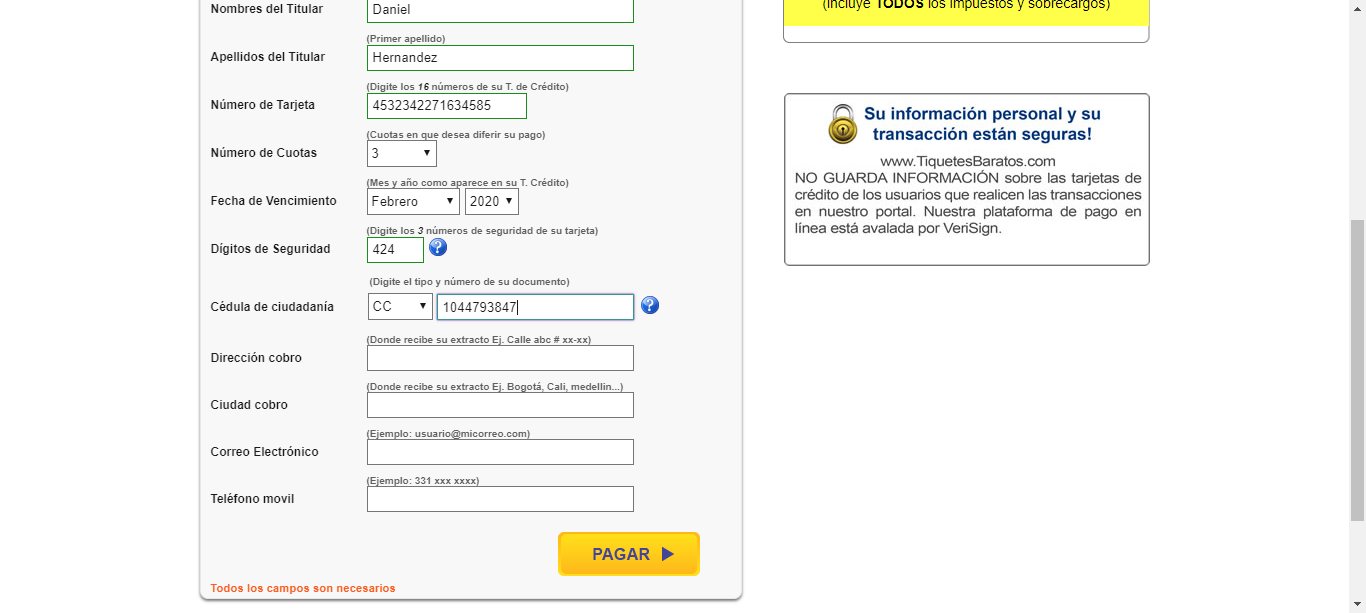 Nombres del Titular
Daniel
(Primer apellido)
Apellidos del Titular
Hernandez
(Digite los 16 números de su T. de Crédito)
Número de Tarjeta
4532342271634585
(Cuotas en que desea diferir su pago)
Número de Cuotas
3
(Mes y año como aparece en su T. Crédito)
Fecha de Vencimiento
Febrero 2020
(Digite los 3 números de seguridad de su tarjeta)
Dígitos de Seguridad
424
(Digite el tipo y número de su documento)
Cédula de ciudadanía
CC 1044793847
(Donde recibe su extracto Ej. Calle abc # xx-xx)
Dirección cobro
(Donde recibe su extracto Ej. Bogotá, Cali, medellin...)
Ciudad cobro
(Ejemplo: usuario@micorreo.com)
Correo Electrónico
(Ejemplo: 331 xxx xxxx)
Teléfono movil
PAGAR
Todos los campos son necesarios
(Incluye TODOS los impuestos y sobrecargos)
Su información personal y su
transacción están seguras!
www.TiquetesBaratos.com
NO GUARDA INFORMACIÓN sobre las tarjetas de
crédito de los usuarios que realicen las transacciones
en nuestro portal. Nuestra plataforma de pago en
línea está avalada por VeriSign.